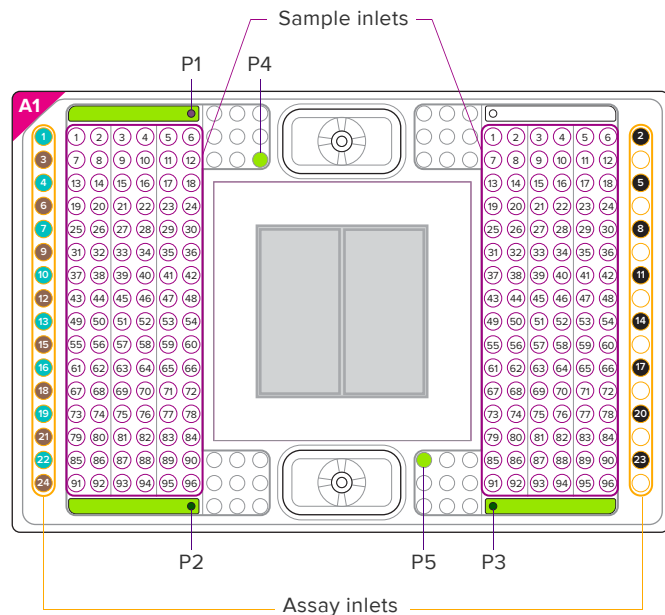 Sample inlets
P1 P4
A1
1 1 2 3 4 5 6 1 2 3 4 5 6 2
3 7 8 9 10 11 12 7 8 9 10 11 12
4 13 14 15 16 17 18 13 14 15 16 17 18 5
6 19 20 21 22 23 24 19 20 21 22 23 24
7 25 26 27 28 29 30 25 26 27 28 29 30 8
9 31 32 33 34 35 36 31 32 33 34 35 36
10 37 38 39 40 41 42 37 38 39 40 41 42 11
12 43 44 45 46 47 48 43 44 45 46 47 48
13 49 50 51 52 53 54 49 50 51 52 53 54 14
15 55 56 57 58 59 60 55 56 57 58 59 60
16 61 62 63 64 65 66 61 62 63 64 65 66 17
18 67 68 69 70 71 72 67 68 69 70 71 72
19 73 74 75 76 77 78 73 74 75 76 77 78 20
21 79 80 81 82 83 84 79 80 81 82 83 84
22 85 86 87 88 89 90 85 86 87 88 89 90 23
24 91 92 93 94 95 96 91 92 93 94 95 96
P2 P5 P3
Assay inlets